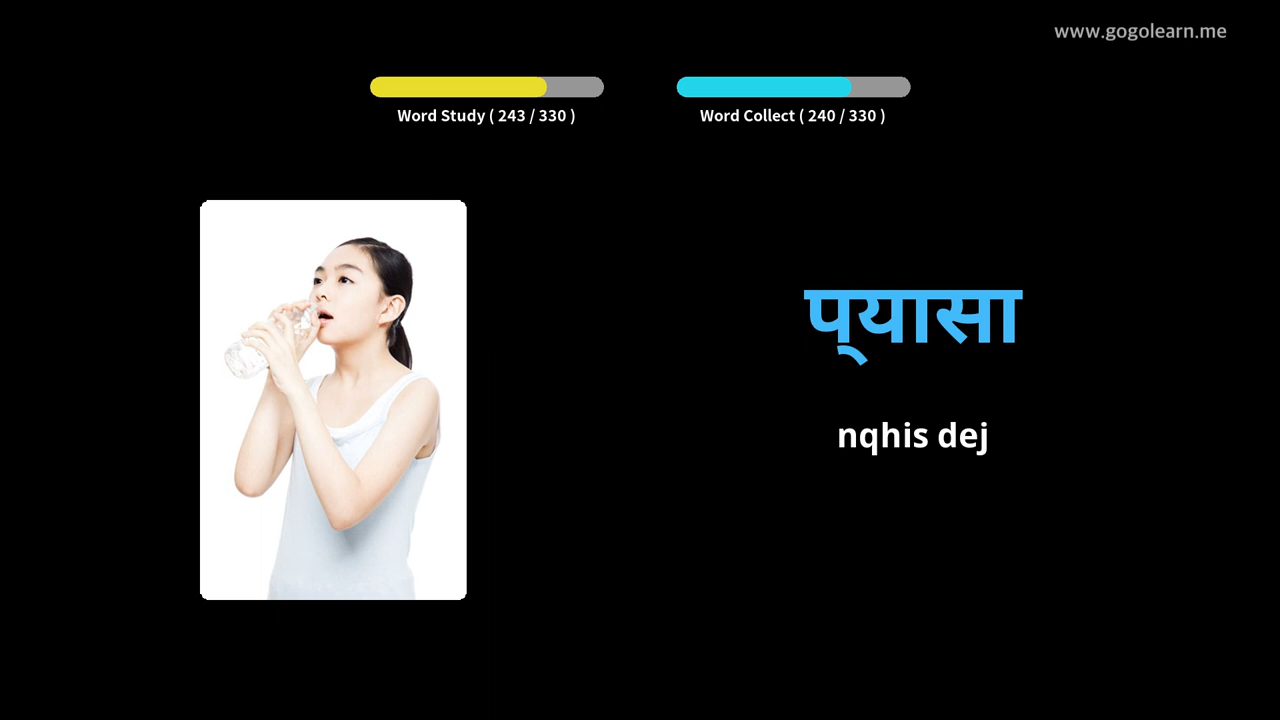 www.gogolearn.me
Word Study ( 243 / 330 )
Word Collect ( 240 / 330 )
प्यासा
nqhis dej